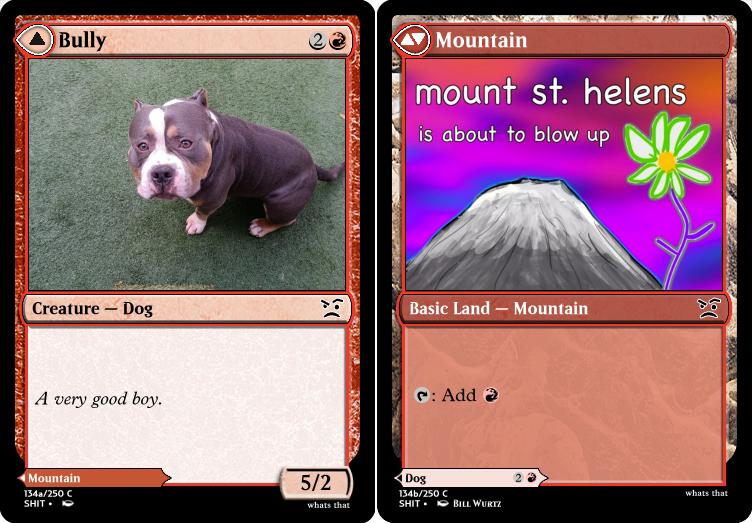 Bully
2
Creature — Dog
A very good boy.
Mountain
5/2
134a/250 C
SHIT •
whats that
Mountain
mount st. helens
is about to blow up
Basic Land — Mountain
: Add
Dog
2
134b/250 C
SHIT • BILL WURTZ
whats that